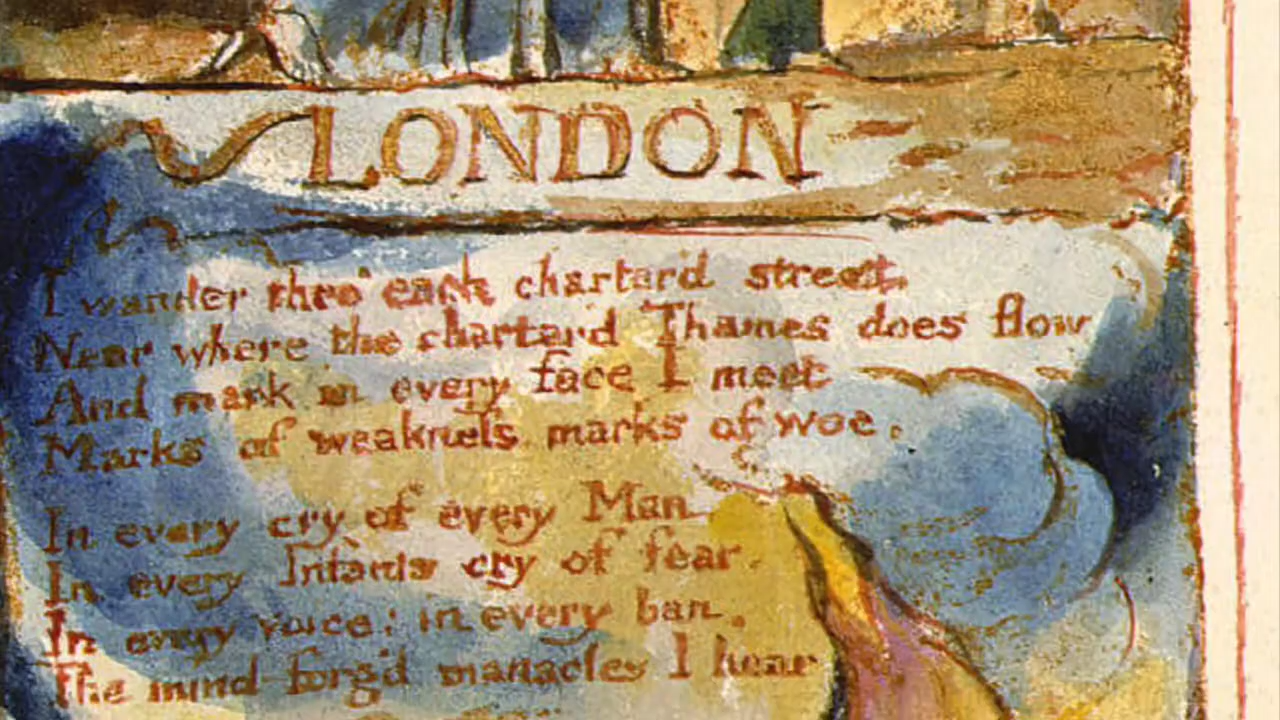 LONDON
I wander thro' each charter'd street,
Near where the charter'd Thames does flow
And mark in every face I meet
Marks of weakness, marks of woe.
In every cry of every Man,
In every Infants cry of fear.
In every voice; in every ban,
The mind-forg'd manacles I hear